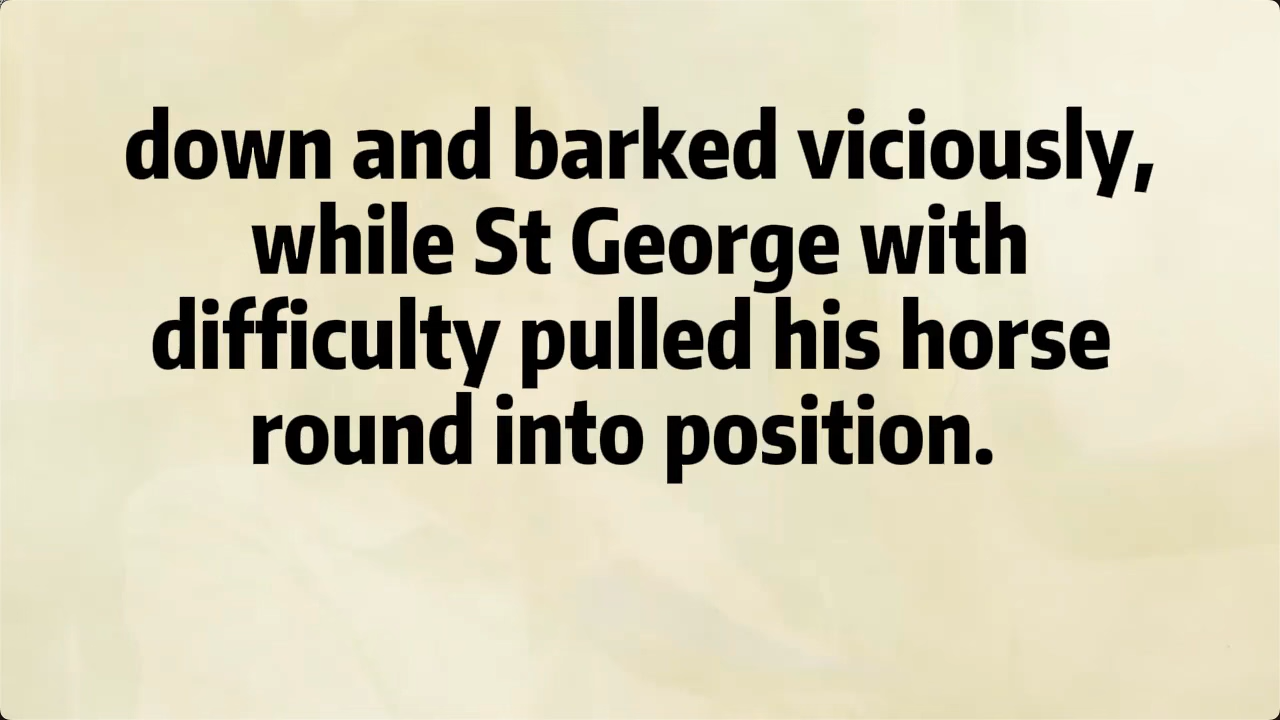 down and barked viciously,
while St George with
difficulty pulled his horse
round into position.